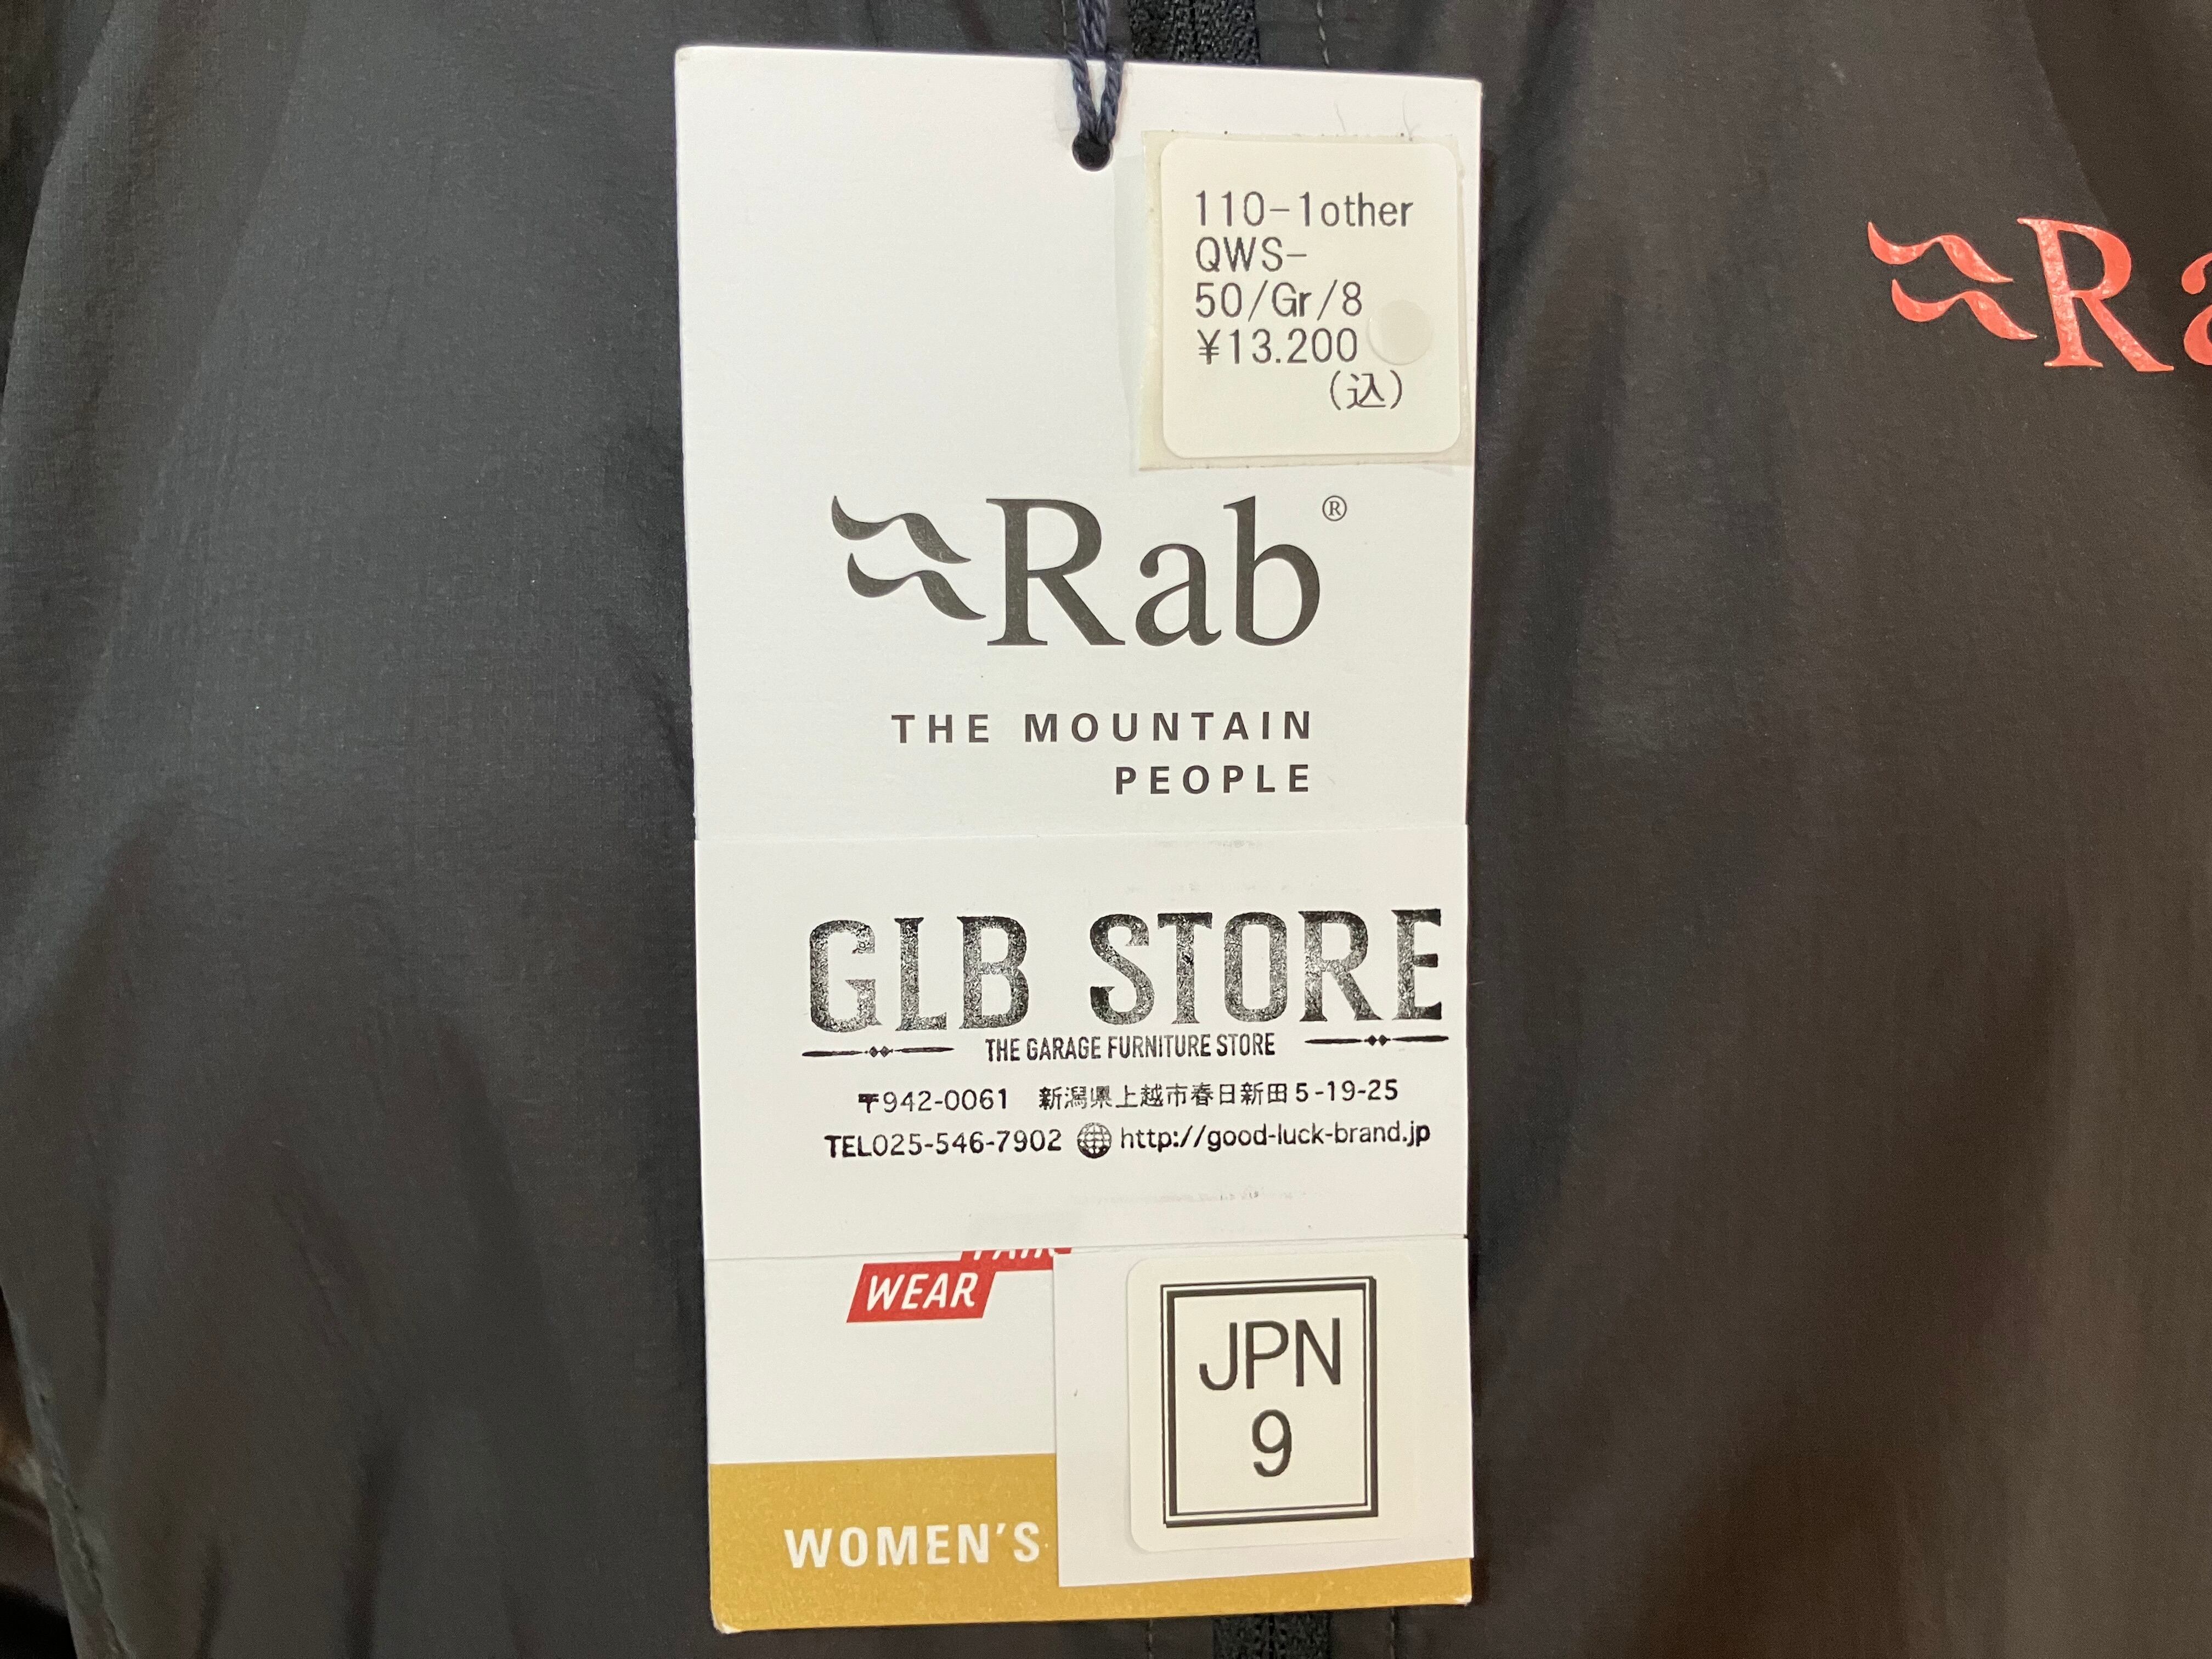 110-1other
QWS-
50/Gr/8
¥13.200
(込)
Rab®
THE MOUNTAIN
PEOPLE
GLB STORE
THE GARAGE FURNITURE STORE
〒942-0061 新潟県上越市春日新田5-19-25
TEL025-546-7902 http://good-luck-brand.jp
WEAR
JPN
9
WOMEN'S